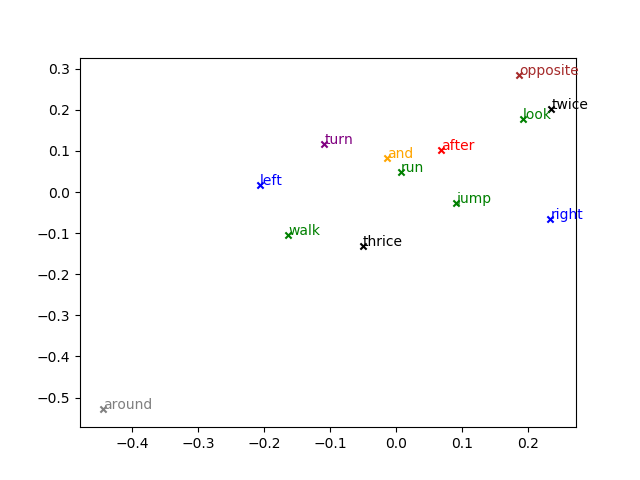 0.3
opposite
0.2
twice
look
turn
0.1
and
after
run
left
0.0
jump
right
−0.1
walk
thrice
−0.2
−0.3
−0.4
−0.5
around
−0.4 −0.3 −0.2 −0.1 0.0 0.1 0.2